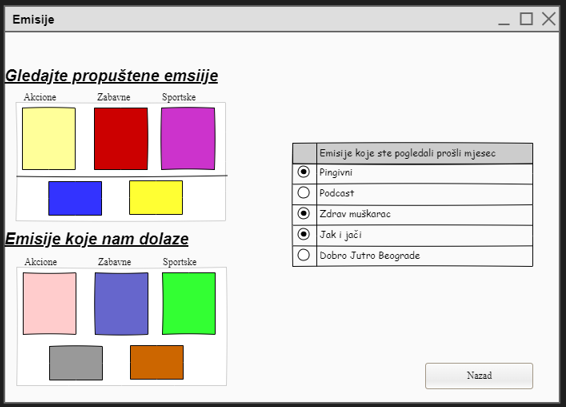 Emisije
Gledajte propuštene emsiije
Akcione Zabavne Sportske
Emisije koje nam dolaze
Akcione Zabavne Sportske
Emisije koje ste pogledali prošli mjesec
Pingivni
Podcast
Zdrav muškarac
Jak i jači
Dobro Jutro Beograde
Nazad